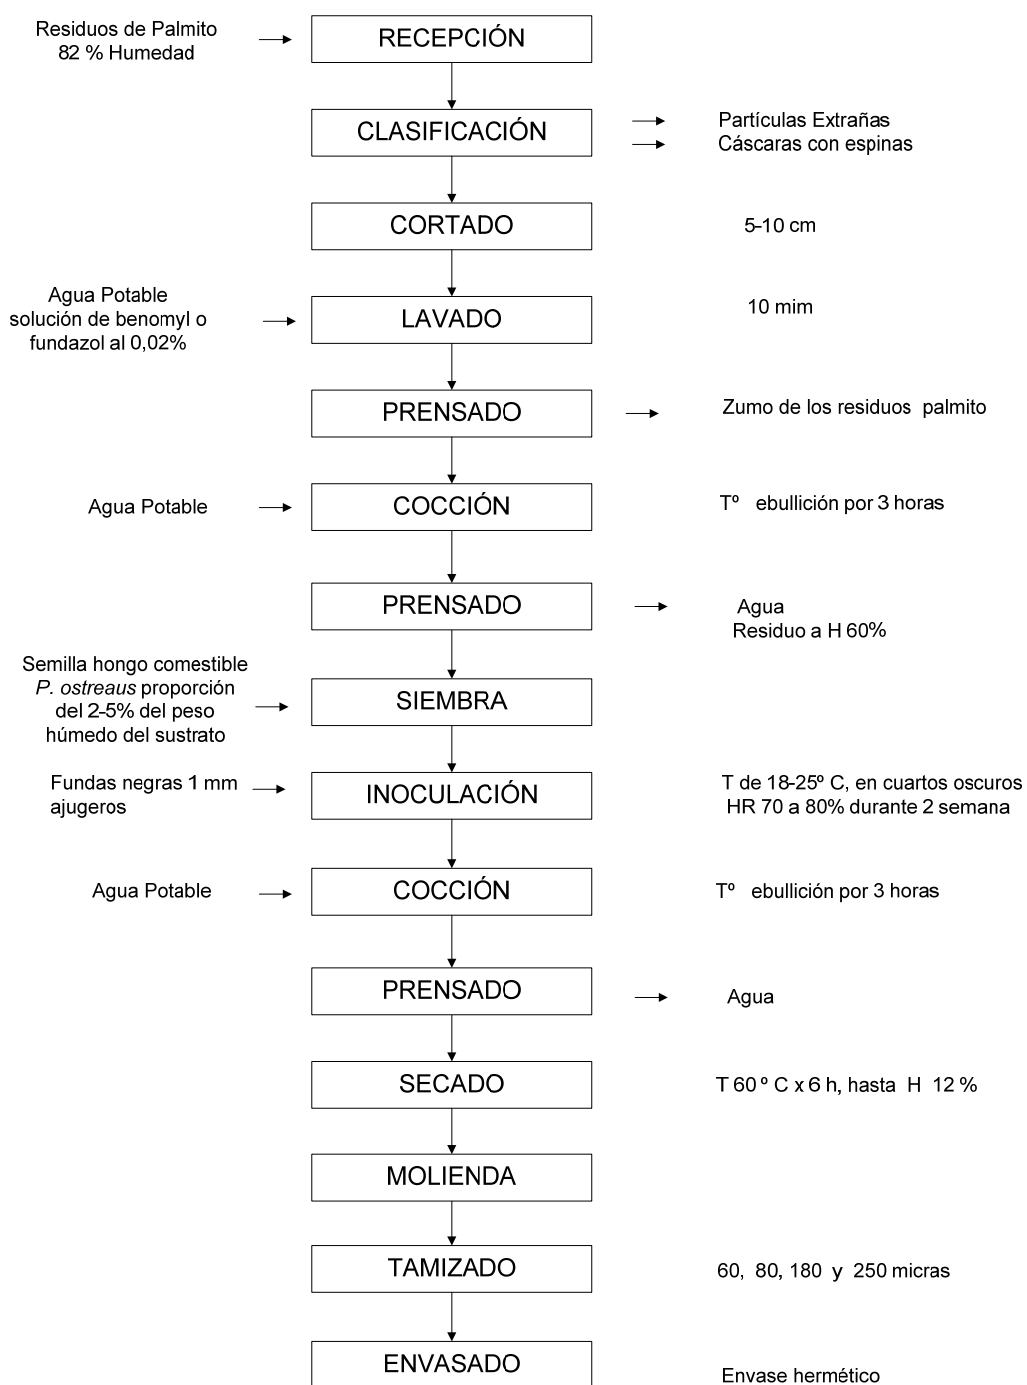 Residuos de Palmito
82 % Humedad
RECEPCIÓN
CLASIFICACIÓN
Partículas Extrañas
Cáscaras con espinas
CORTADO
5-10 cm
Agua Potable
solución de benomyl o
fundazol al 0,02%
LAVADO
10 mim
PRENSADO
Zumo de los residuos palmito
Agua Potable
COCCIÓN
Tº ebullición por 3 horas
PRENSADO
Agua
Residuo a H 60%
Semilla hongo comestible
P. ostreaus proporción
del 2-5% del peso
húmedo del sustrato
SIEMBRA
Fundas negras 1 mm
ajugeros
INOCULACIÓN
T de 18-25º C, en cuartos oscuros
HR 70 a 80% durante 2 semana
Agua Potable
COCCIÓN
Tº ebullición por 3 horas
PRENSADO
Agua
SECADO
T 60 º C x 6 h, hasta H 12 %
MOLIENDA
TAMIZADO
60, 80, 180 y 250 micras
ENVASADO
Envase hermético